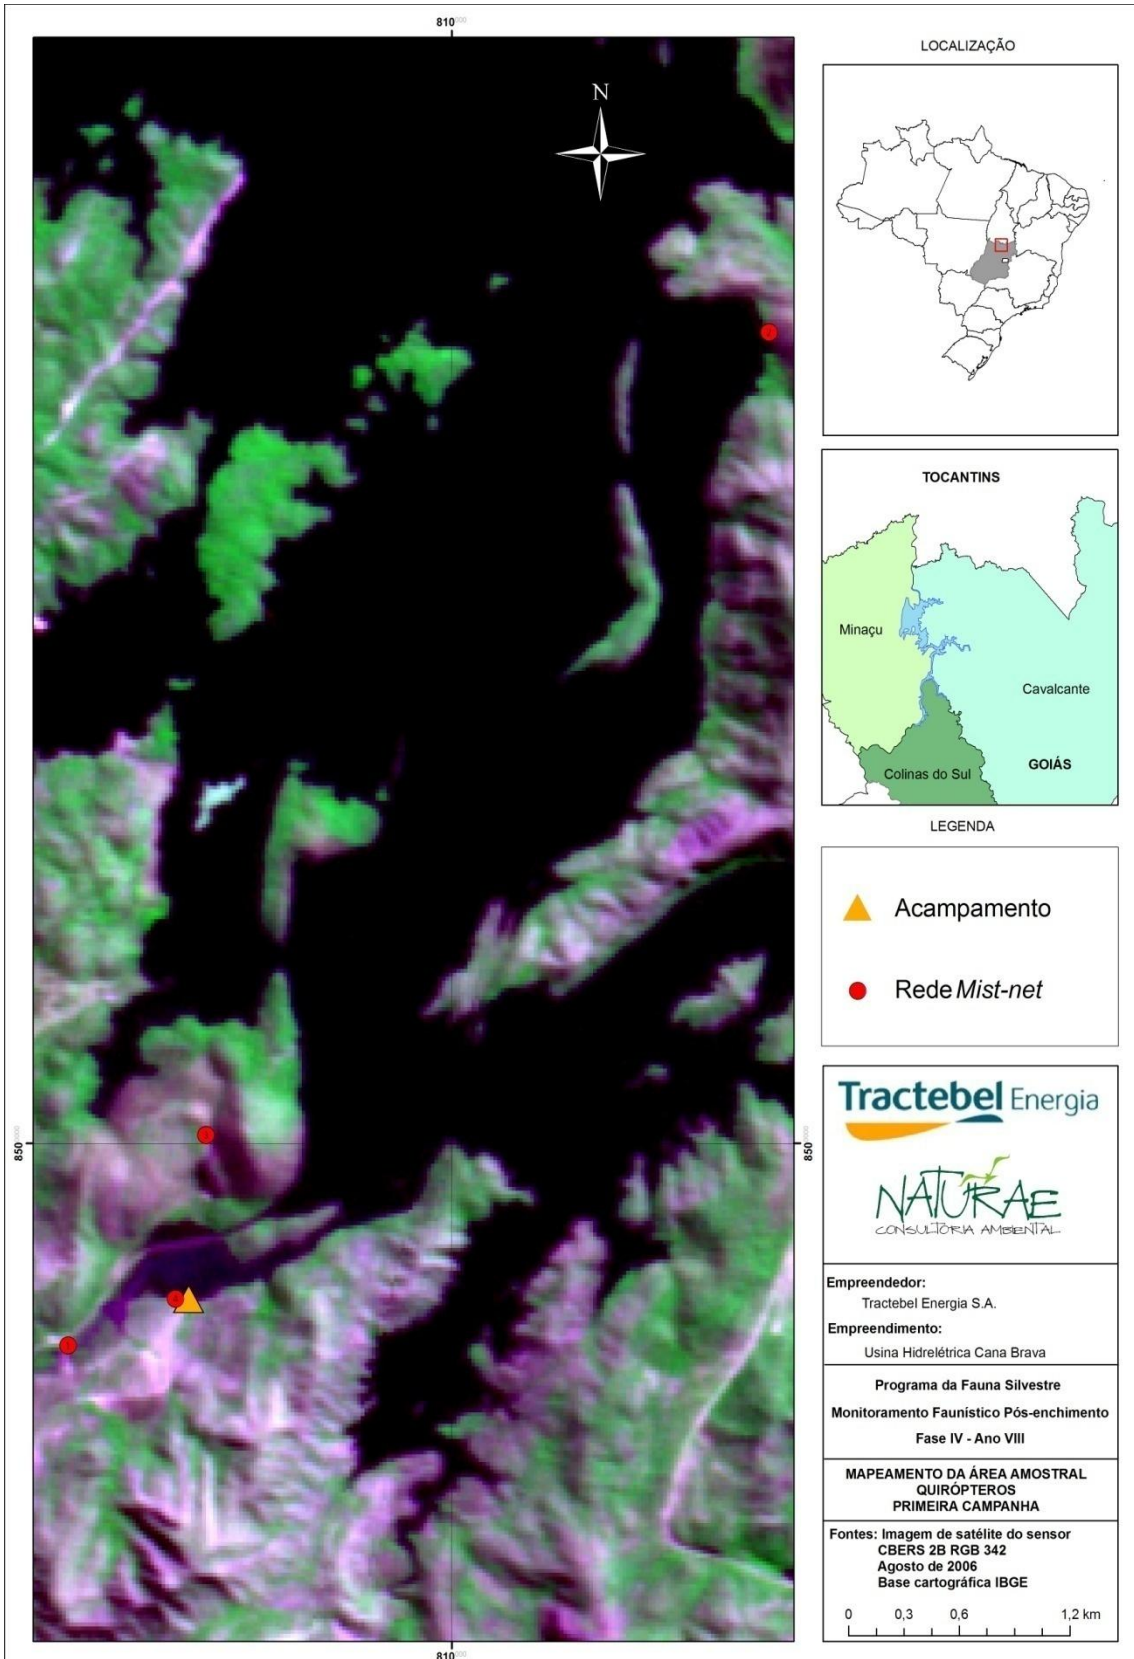 810000
N
850
850
810000
1
LOCALIZAÇÃO
TOCANTINS
Minaçu
Cavalcante
Colinas do Sul
GOIÁS
LEGENDA
Acampamento
Rede Mist-net
Tractebel Energia
NATURAE
CONSULTORIA AMBIENTAL
Empreendedor:
Tractebel Energia S.A.
Empreendimento:
Usina Hidrelétrica Cana Brava
Programa da Fauna Silvestre
Monitoramento Faunístico Pós-enchimento
Fase IV - Ano VIII
MAPEAMENTO DA ÁREA AMOSTRAL
QUIRÓPTEROS
PRIMEIRA CAMPANHA
Fontes: Imagem de satélite do sensor
CBERS 2B RGB 342
Agosto de 2006
Base cartográfica IBGE
0 0,3 0,6 1,2 km